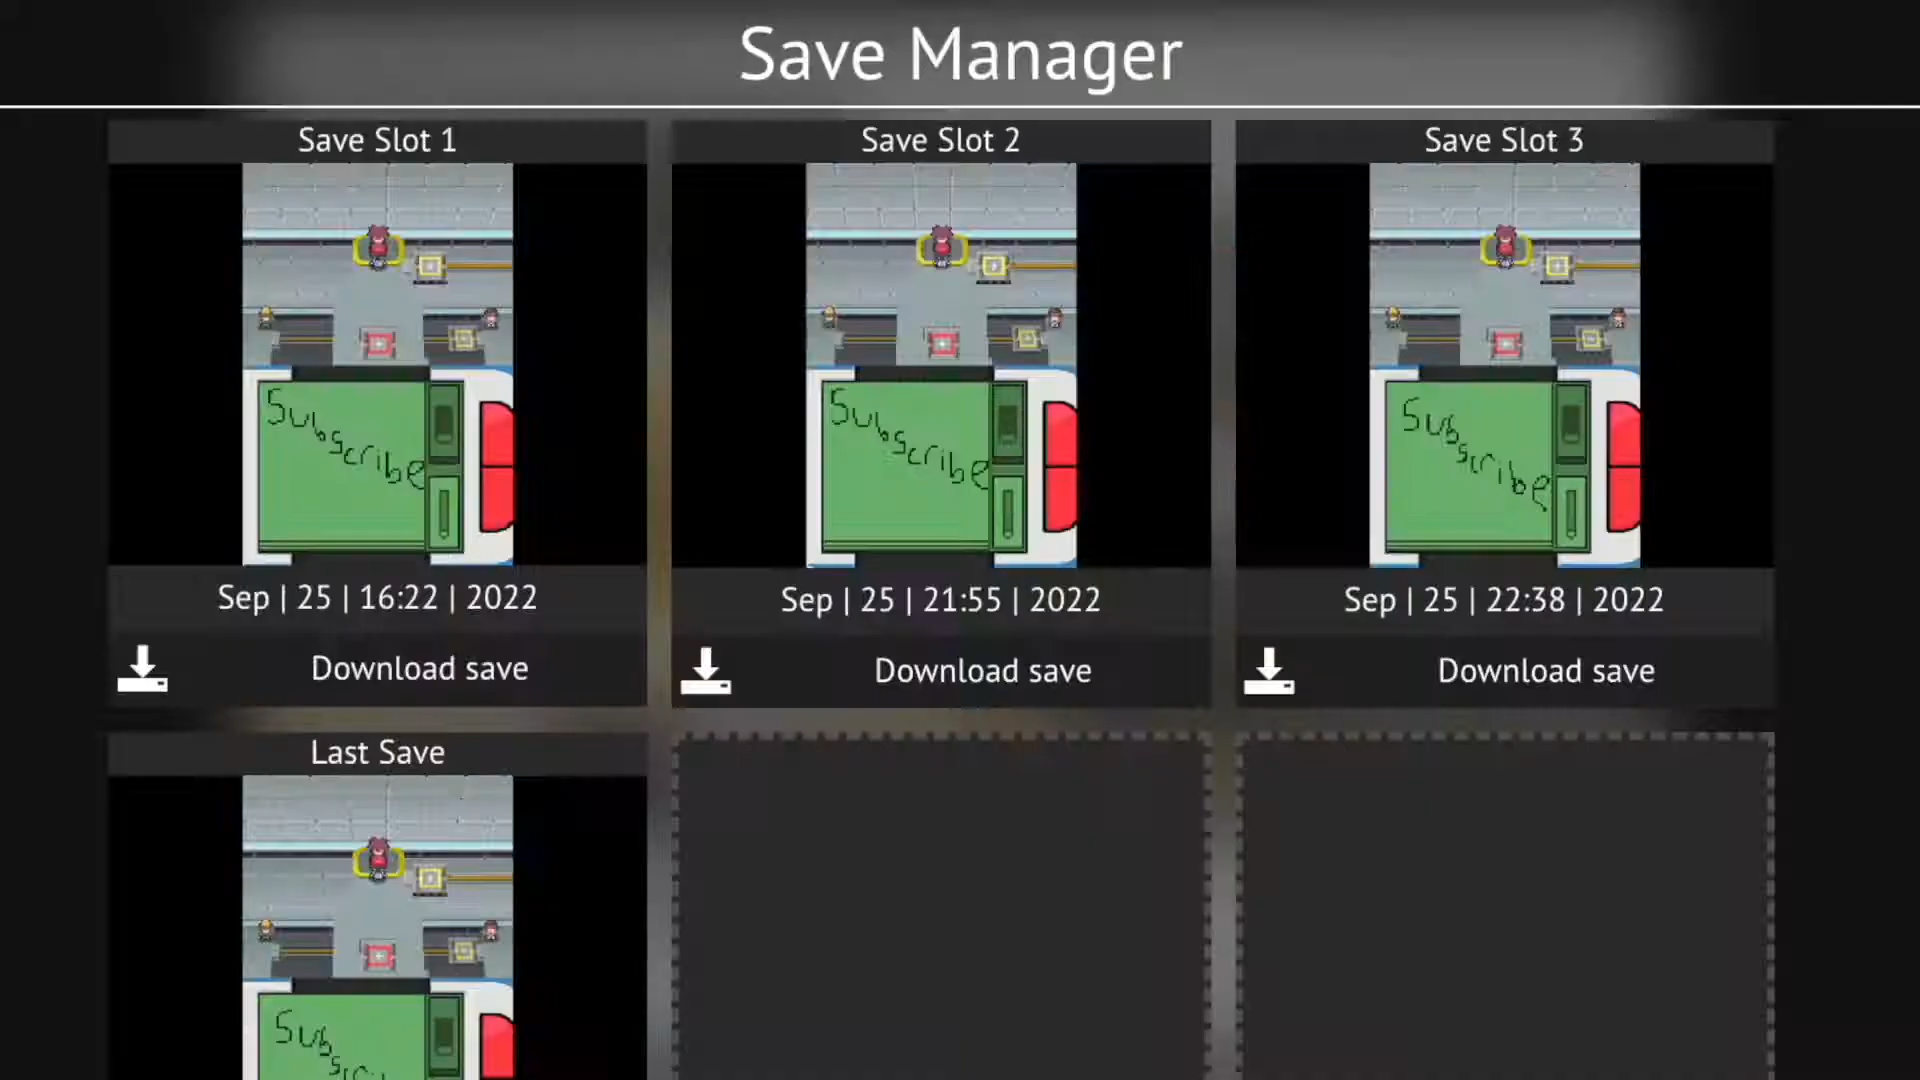 Save Manager
Save Slot 1
Save Slot 2
Save Slot 3
Subscribe
Subscribe
Subscribe
Sep | 25 | 16:22 | 2022
Sep | 25 | 21:55 | 2022
Sep | 25 | 22:38 | 2022
Download save
Download save
Download save
Last Save
Subscri